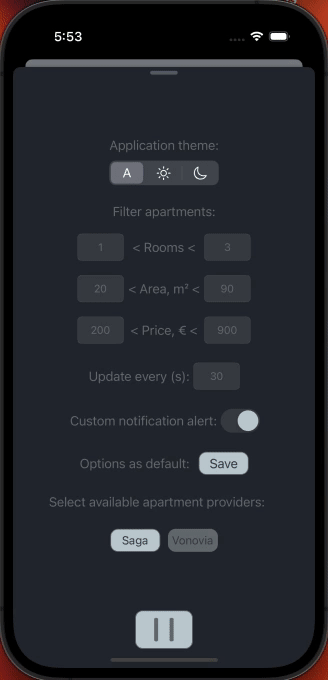 5:53
Application theme:
A
Filter apartments:
1 < Rooms < 3
20 < Area, m² < 90
200 < Price, € < 900
Update every (s): 30
Custom notification alert:
Options as default: Save
Select available apartment providers:
Saga Vonovia